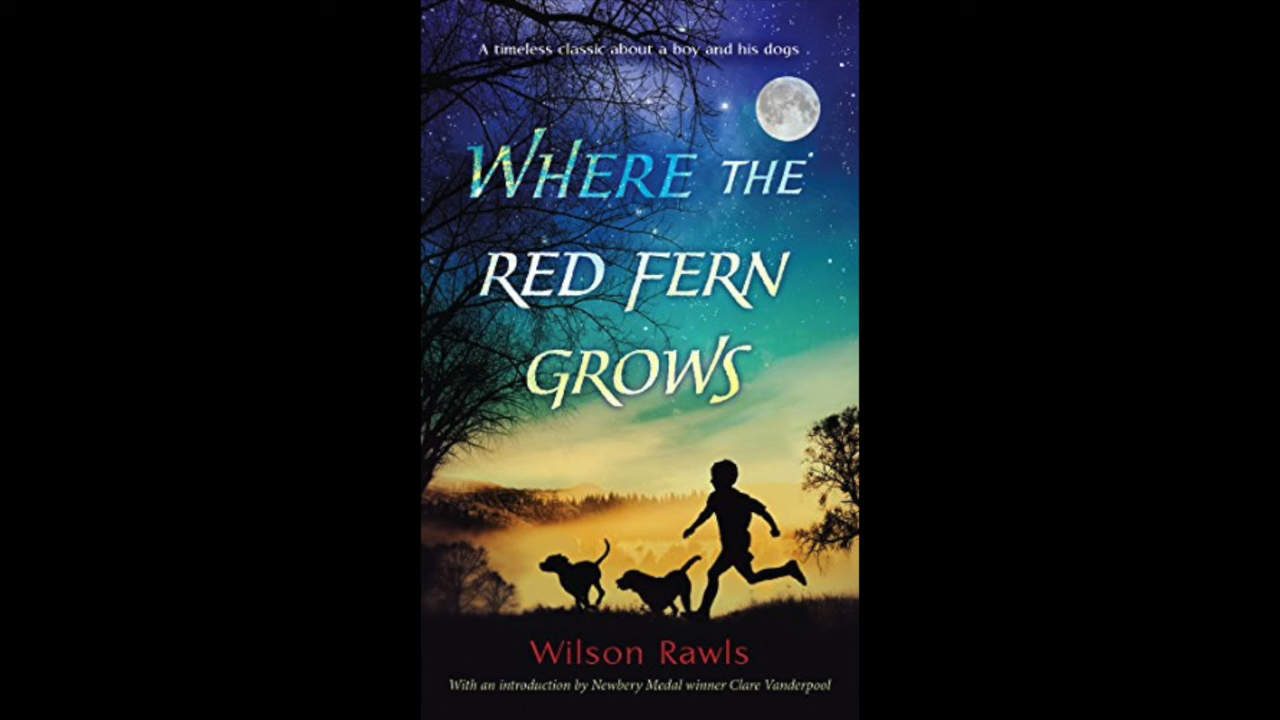 A timeless classic about a boy and his dogs
WHERE THE
RED FERN
GROWS
Wilson Rawls
With an introduction by Newbery Medal winner Clare Vanderpool